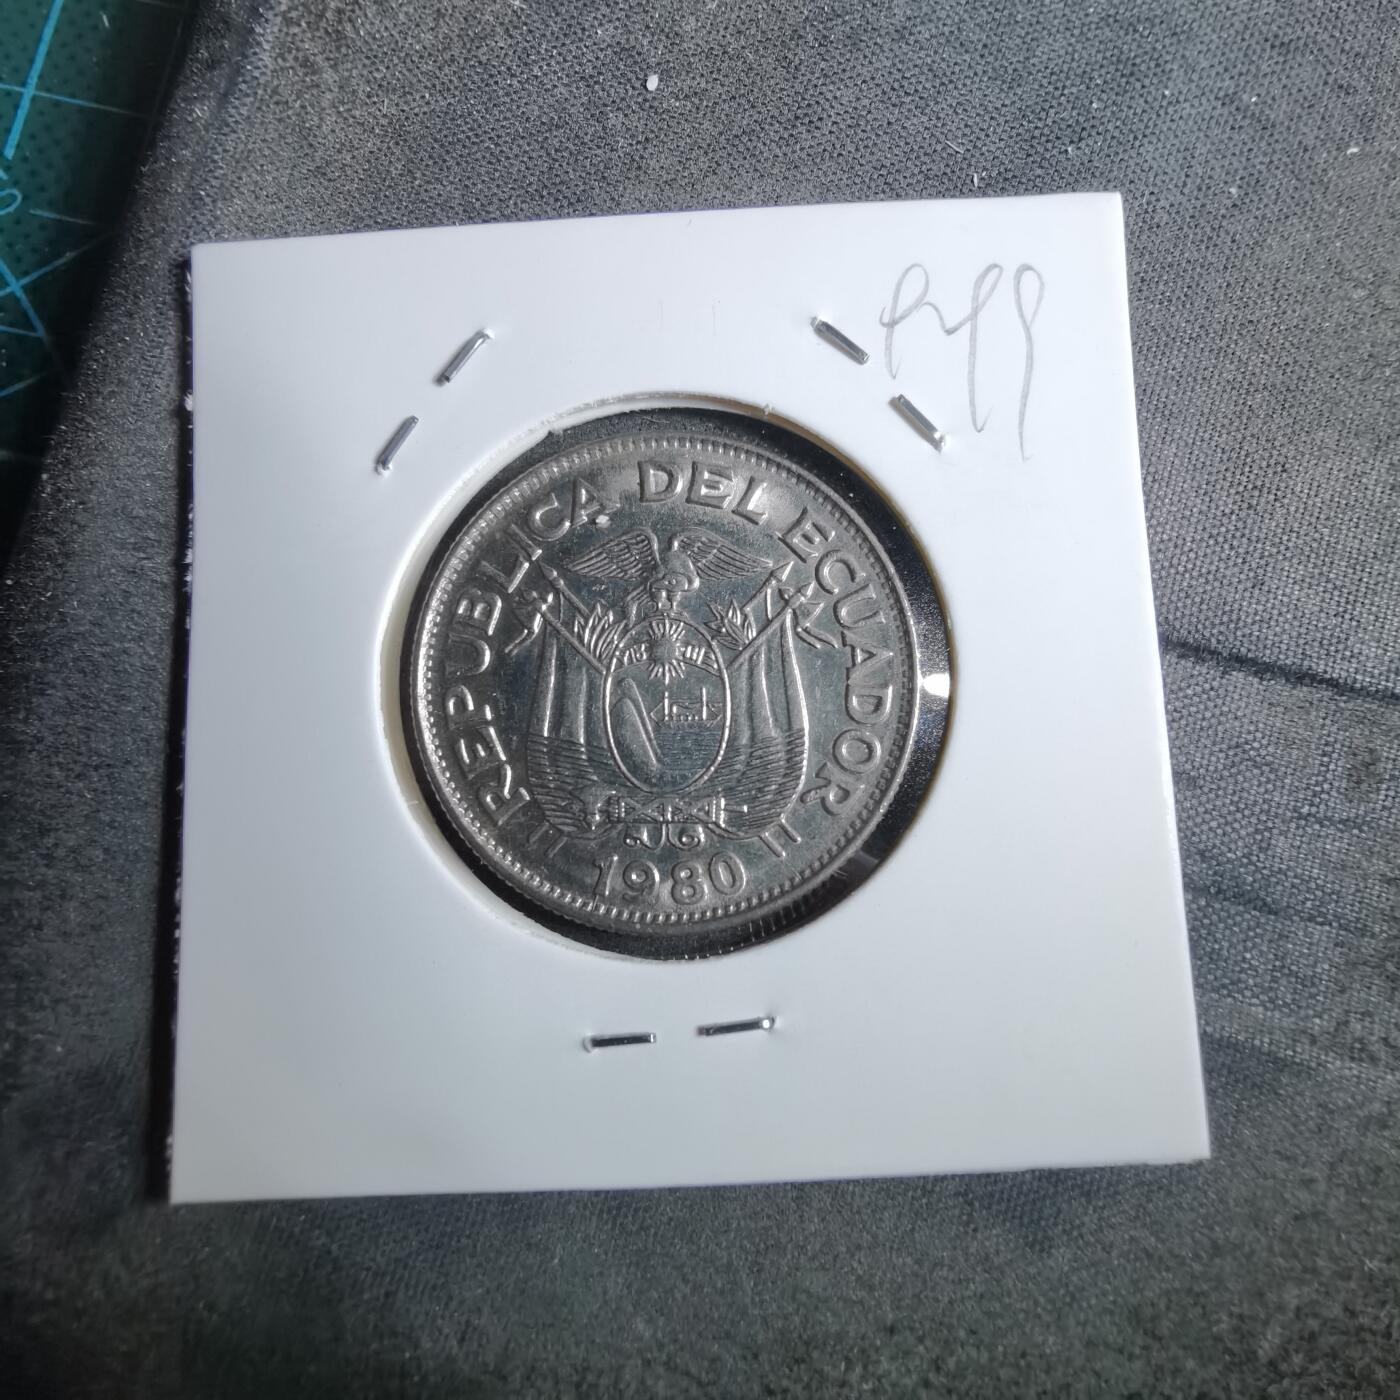 REPUBLICA DEL ECUADOR
1980